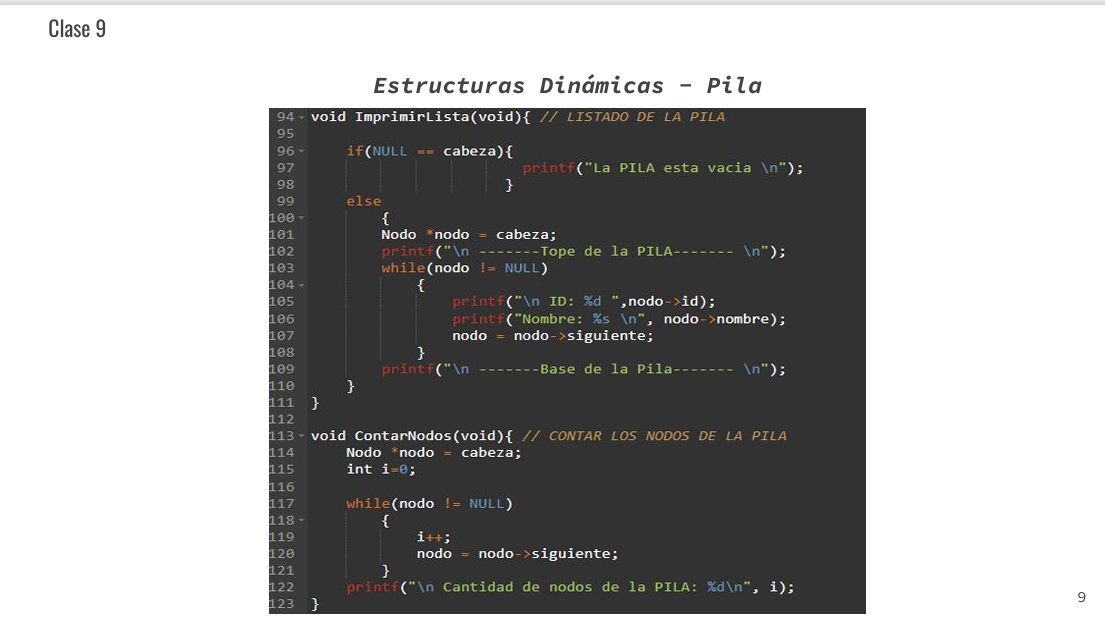 Clase 9
Estructuras Dinámicas - Pila
94 void ImprimirLista(void){ // LISTADO DE LA PILA
95
96 if(NULL == cabeza){
97 printf("La PILA esta vacia \n");
98 }
99 else
100 {
101 Nodo *nodo = cabeza;
102 printf("\n -------Tope de la PILA------- \n");
103 while(nodo != NULL)
104 {
105 printf("\n ID: %d ",nodo->id);
106 printf("Nombre: %s \n", nodo->nombre);
107 nodo = nodo->siguiente;
108 }
109 printf("\n -------Base de la Pila------- \n");
110 }
111 }
112
113 void ContarNodos(void){ // CONTAR LOS NODOS DE LA PILA
114 Nodo *nodo = cabeza;
115 int i=0;
116
117 while(nodo != NULL)
118 {
119 i++;
120 nodo = nodo->siguiente;
121 }
122 printf("\n Cantidad de nodos de la PILA: %d\n", i);
123 }
9